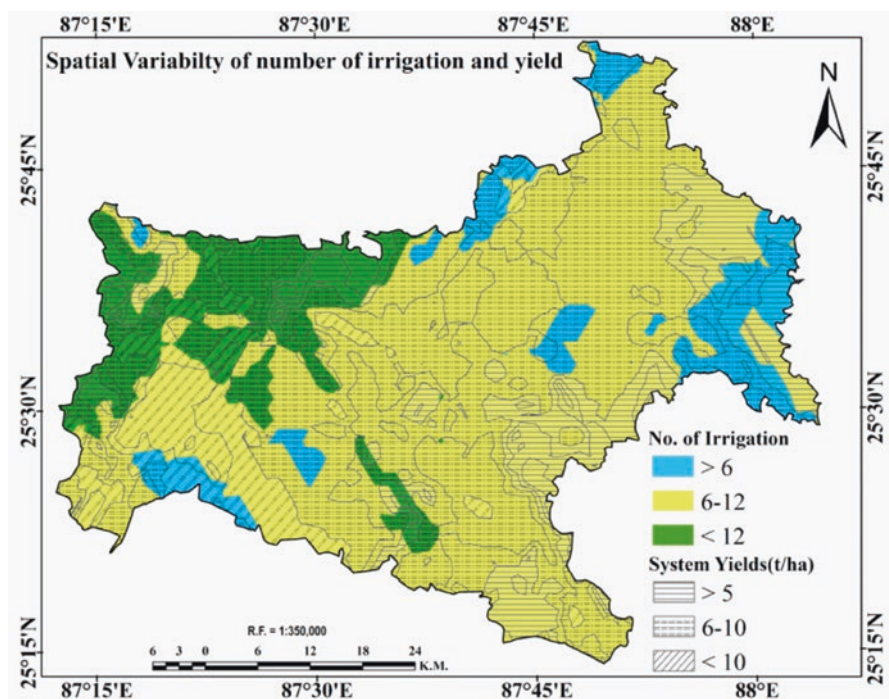 87°15'E 87°30'E 87°45'E 88°E
Spatial Variabilty of number of irrigation and yield
N
25°45'N 25°45'N
25°30'N 25°30'N
No. of Irrigation
> 6
6-12
< 12
System Yields(t/ha)
> 5
6-10
< 10
R.F. = 1:350,000
6 3 0 6 12 18 24
K.M.
25°15'N 25°15'N
87°15'E 87°30'E 87°45'E 88°E